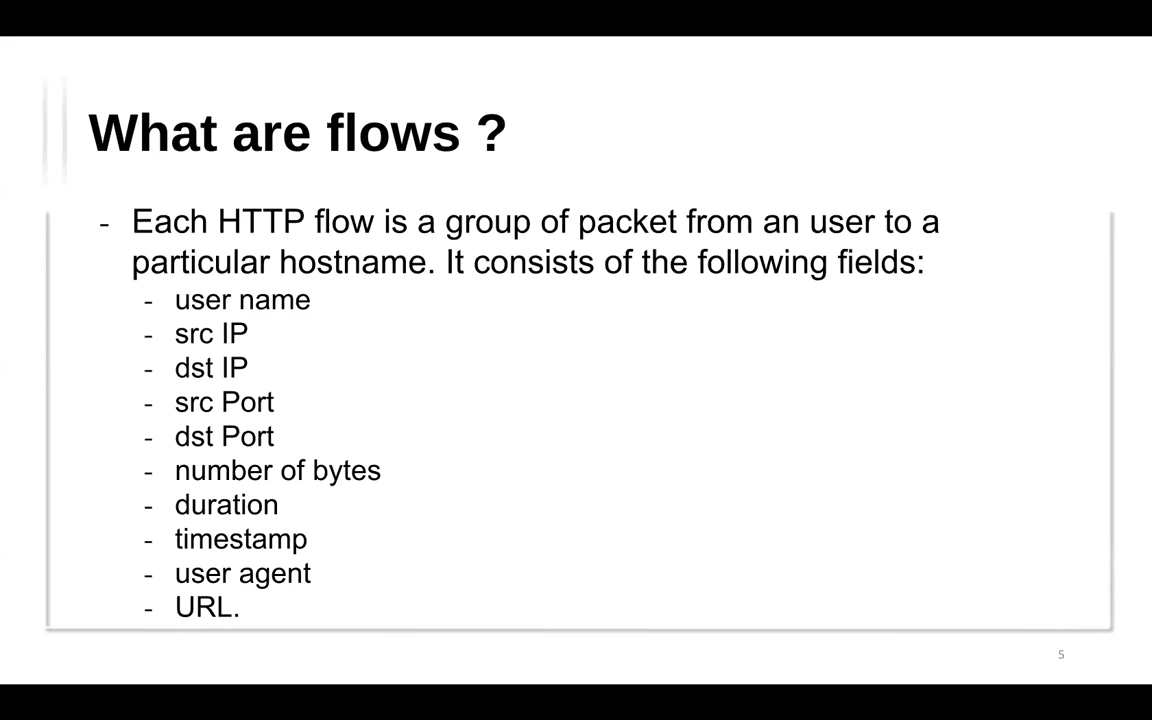 What are flows ?
- Each HTTP flow is a group of packet from an user to a
particular hostname. It consists of the following fields:
- user name
- src IP
- dst IP
- src Port
- dst Port
- number of bytes
- duration
- timestamp
- user agent
- URL.
5